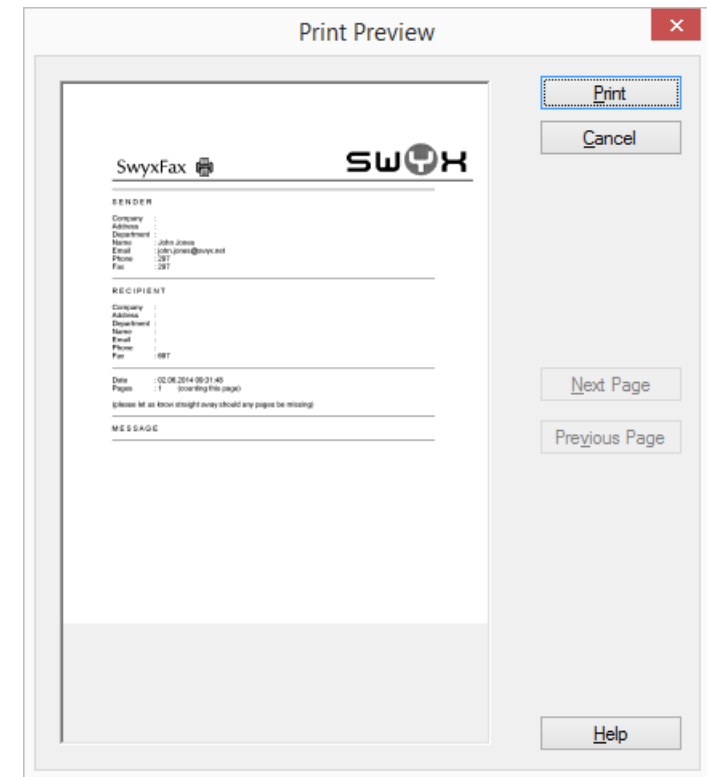 Print Preview
Print
Cancel
SwyxFax
swyx
SENDER
Company :
Address :
Department :
Name : John Jones
Email : john.jones@swyx.net
Phone : 287
Fax : 287
RECIPIENT
Company :
Address :
Department :
Name :
Email :
Phone :
Fax : 687
Date : 02.06.2014 09:31:46
Pages : 1 (counting this page)
(please let us know straight away should any pages be missing)
MESSAGE
Next Page
Previous Page
Help